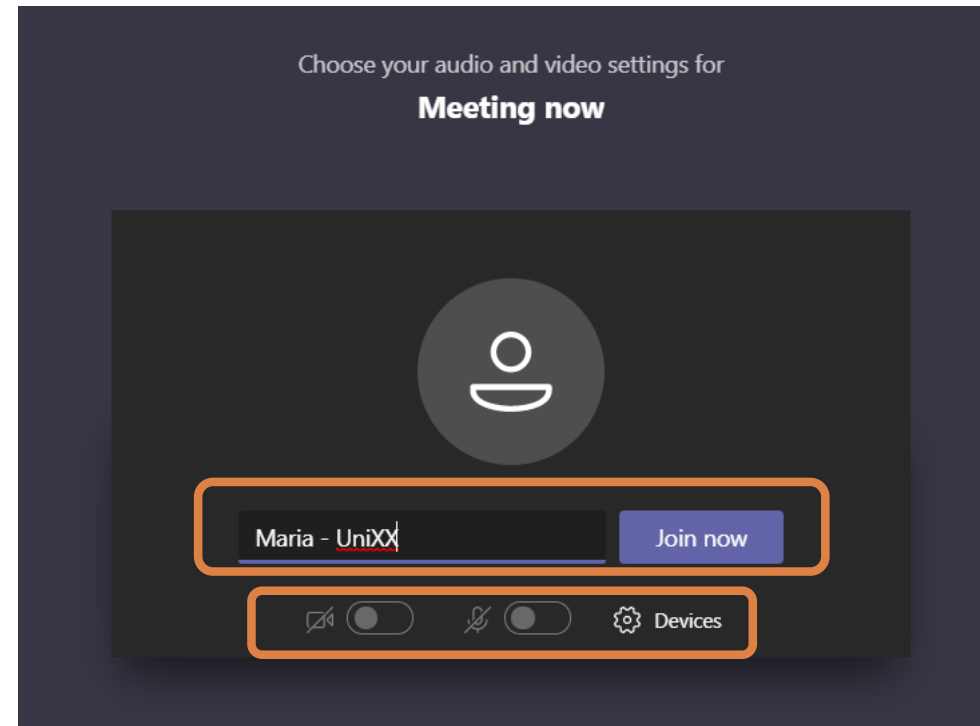 Choose your audio and video settings for
Meeting now
Maria - UniXX
Join now
Devices